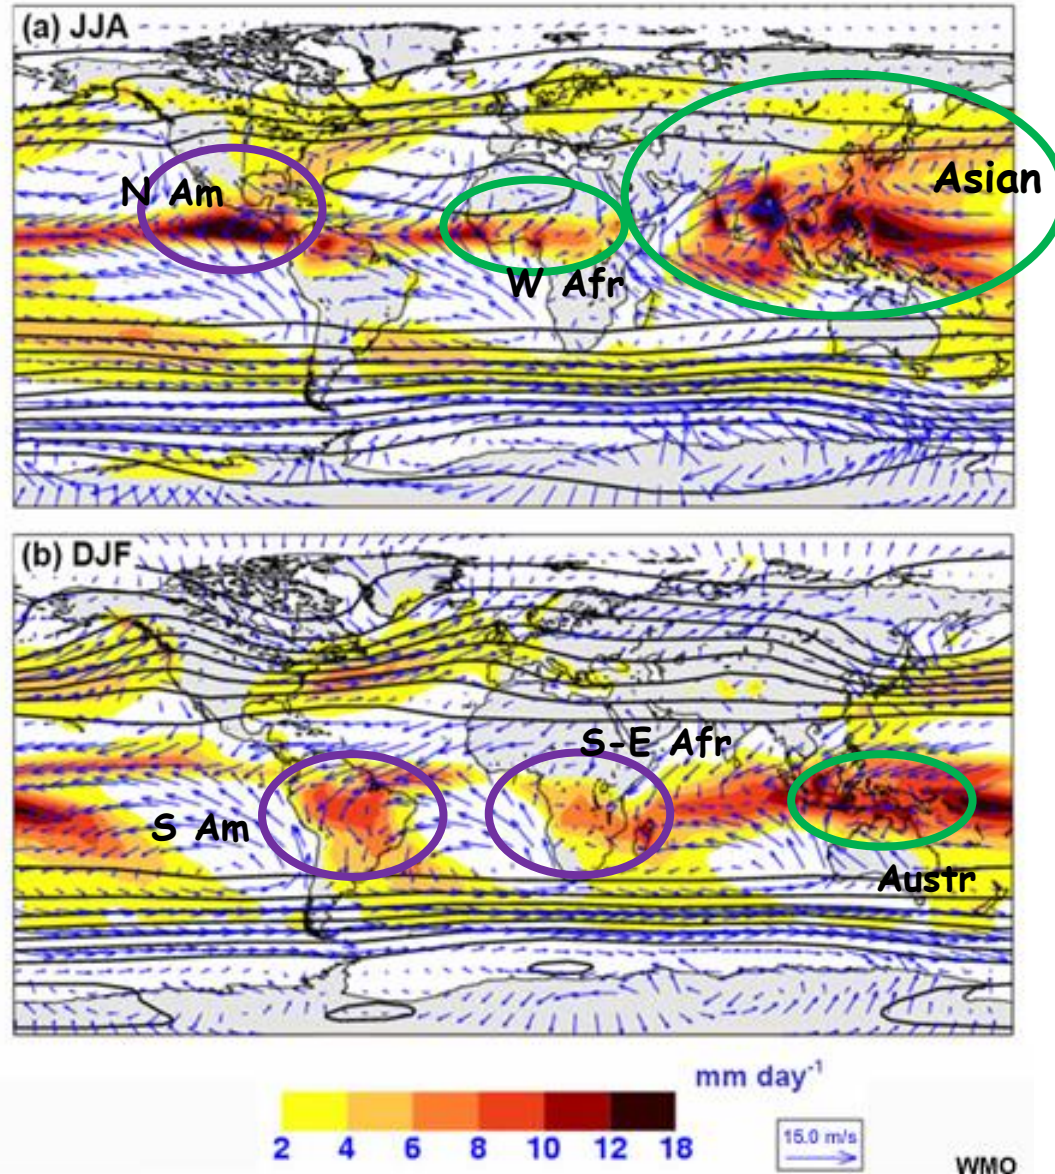 (a) JJA
N Am
Asian
W Afr
(b) DJF
S-E Afr
S Am
Austr
mm day-1
2 4 6 8 10 12 18
15.0 m/s
WMO